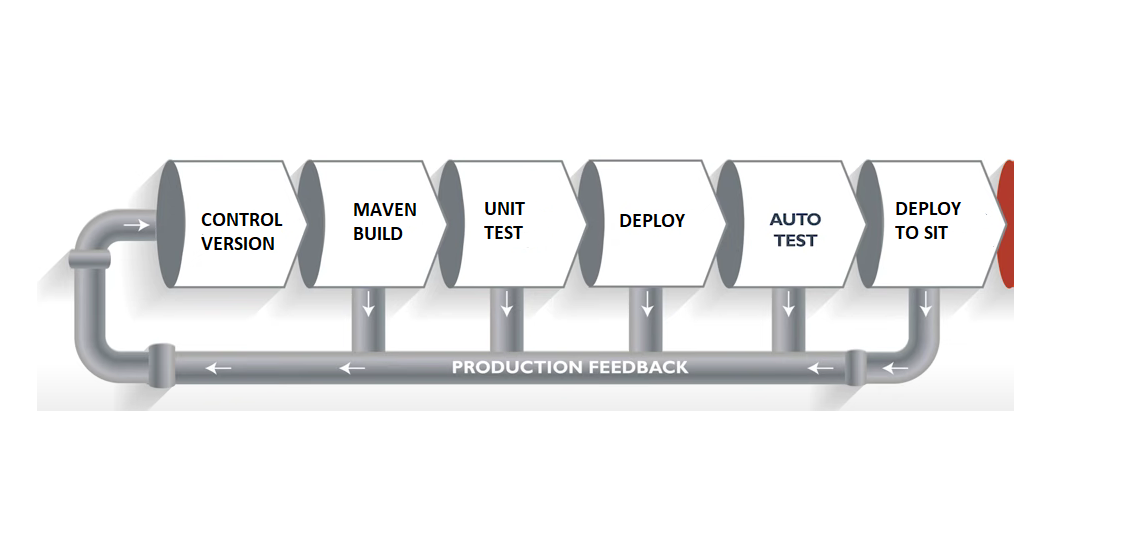 CONTROL
VERSION
MAVEN
BUILD
UNIT
TEST
DEPLOY
AUTO
TEST
DEPLOY
TO SIT
PRODUCTION FEEDBACK